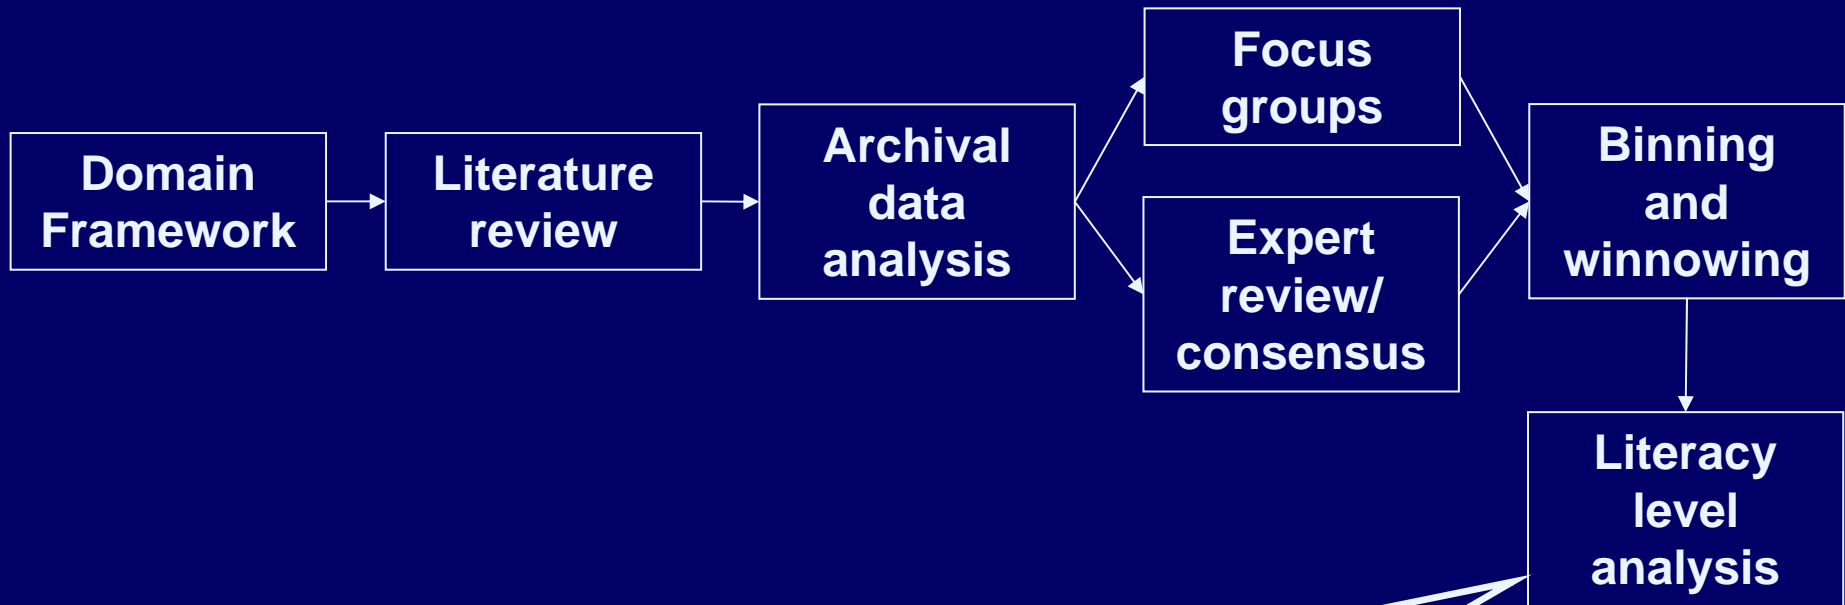 Domain
Framework
Literature
review
Archival
data
analysis
Focus
groups
Expert
review/
consensus
Binning
and
winnowing
Literacy
level
analysis